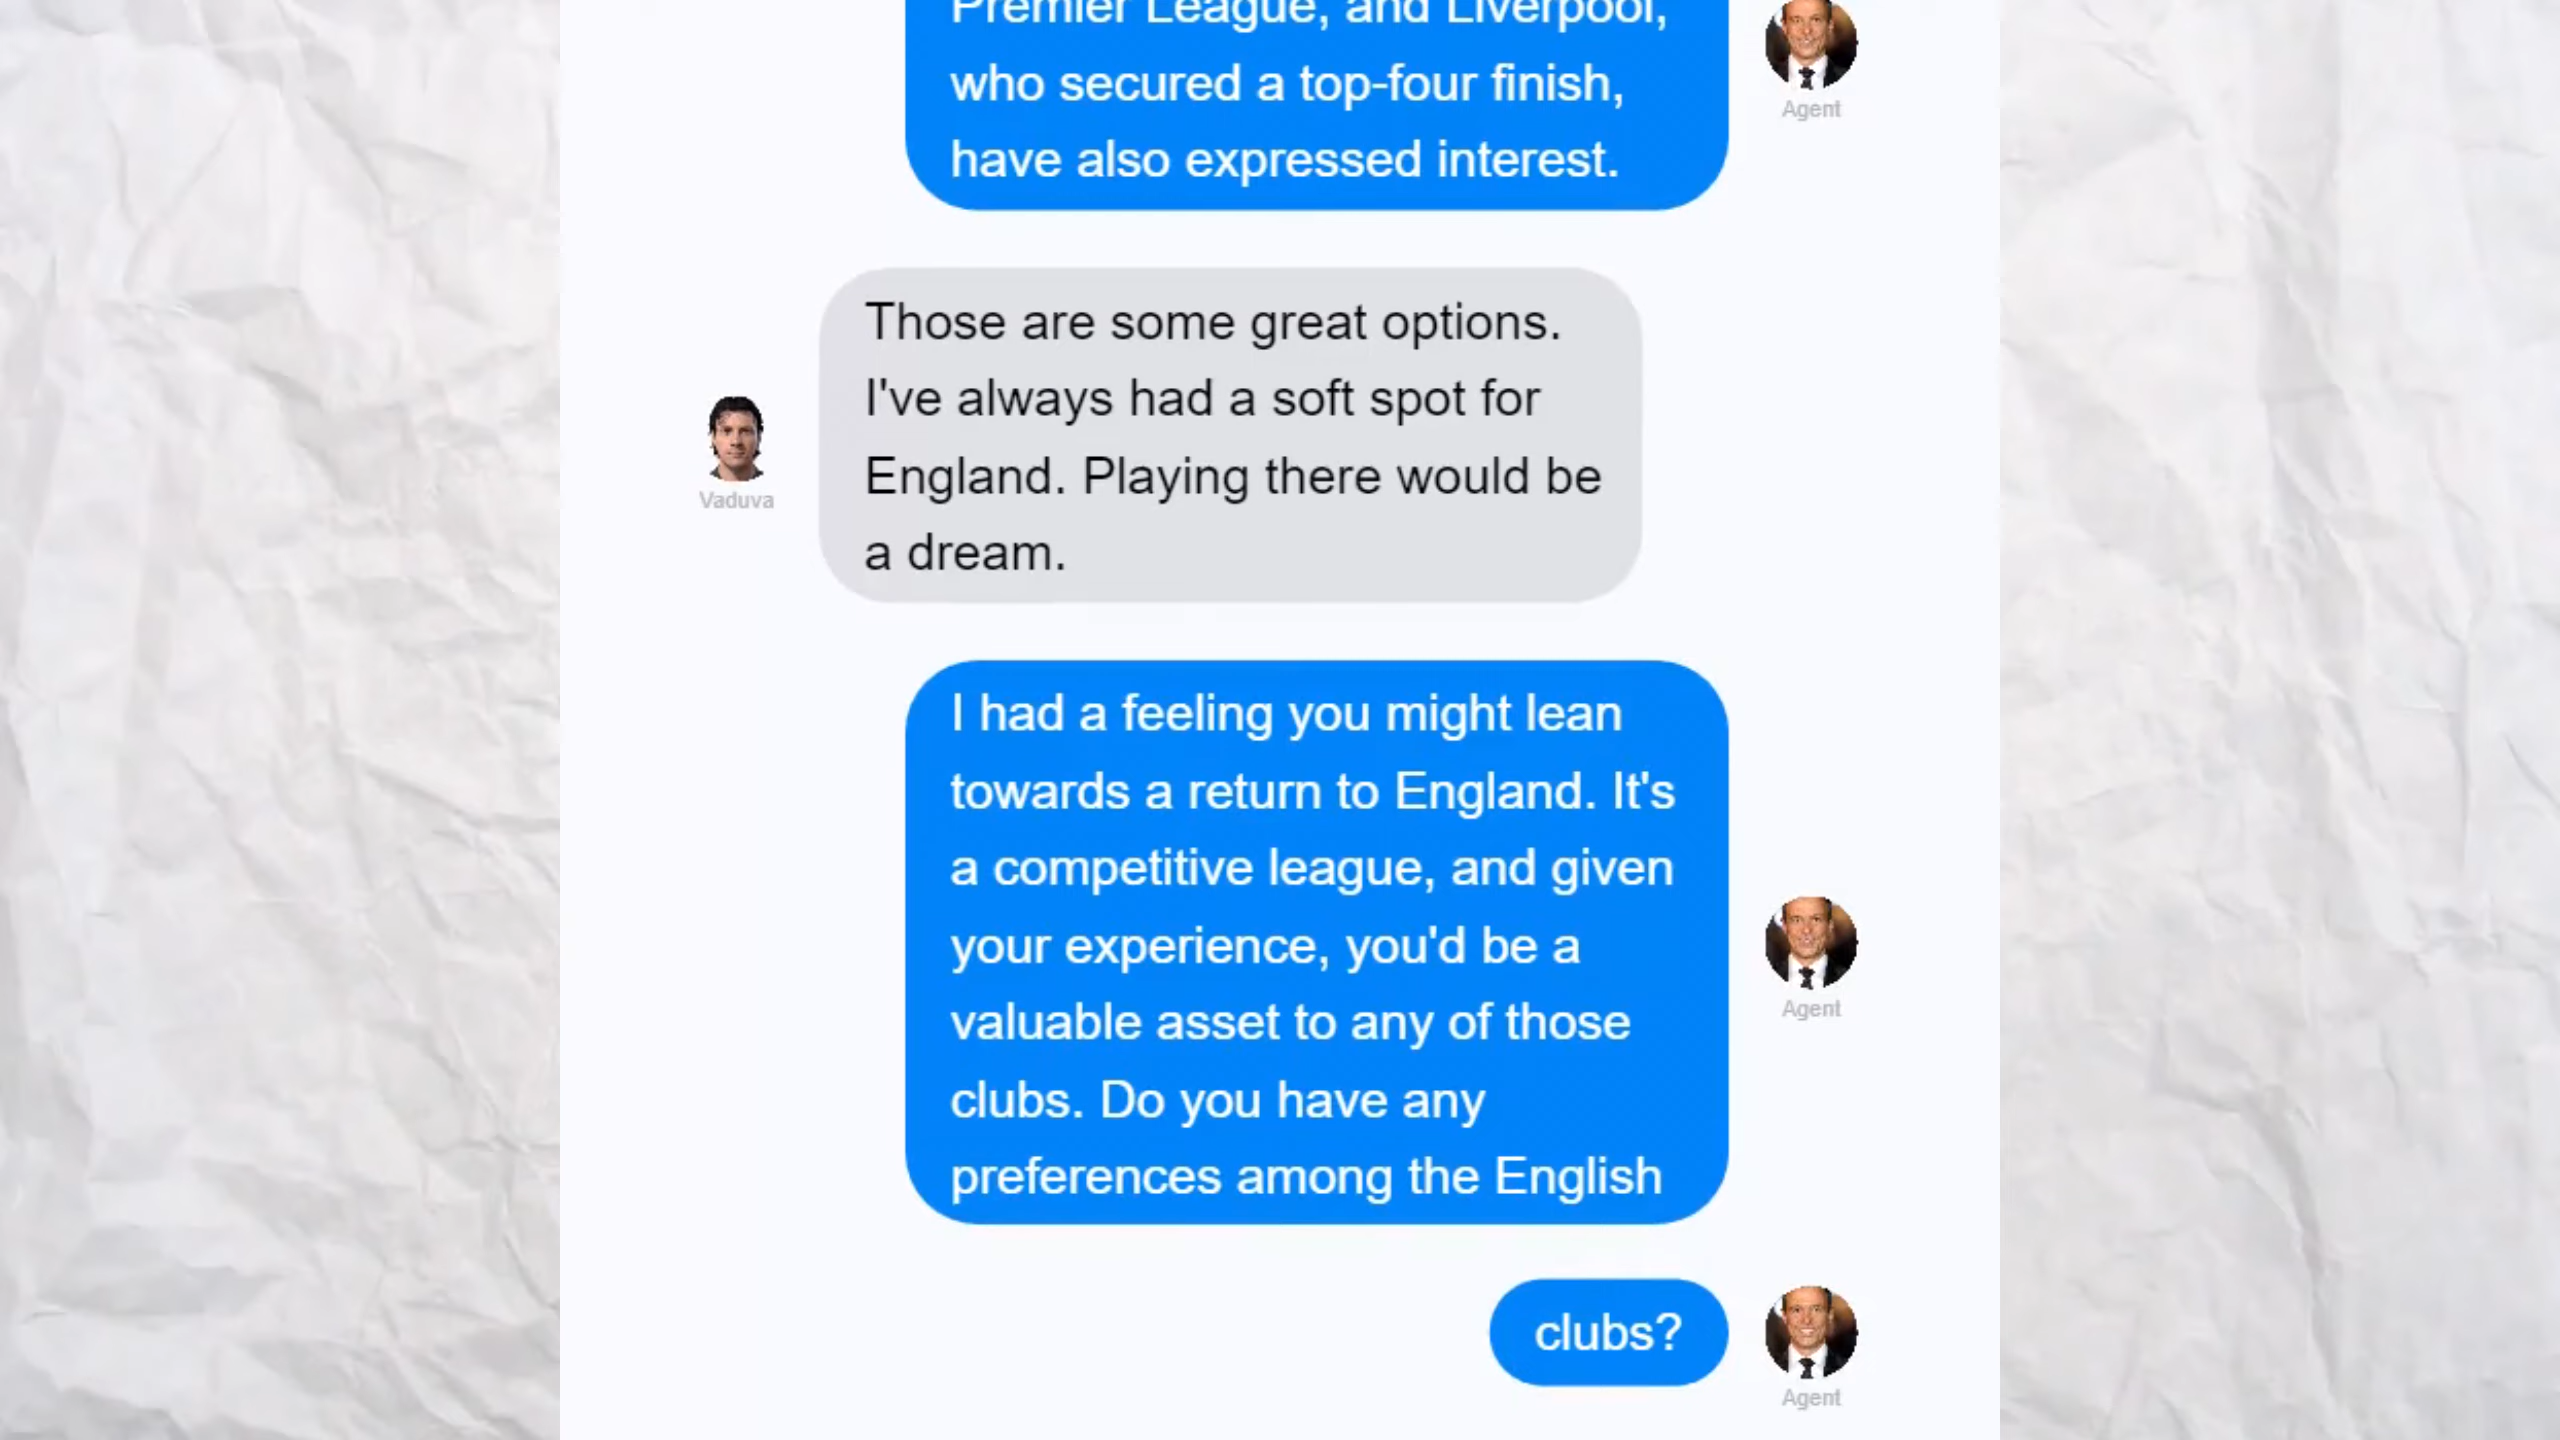 Premier League, and Liverpool,
who secured a top-four finish,
have also expressed interest.
Agent
Those are some great options.
I've always had a soft spot for
England. Playing there would be
a dream.
Vaduva
I had a feeling you might lean
towards a return to England. It's
a competitive league, and given
your experience, you'd be a
valuable asset to any of those
clubs. Do you have any
preferences among the English
Agent
clubs?
Agent